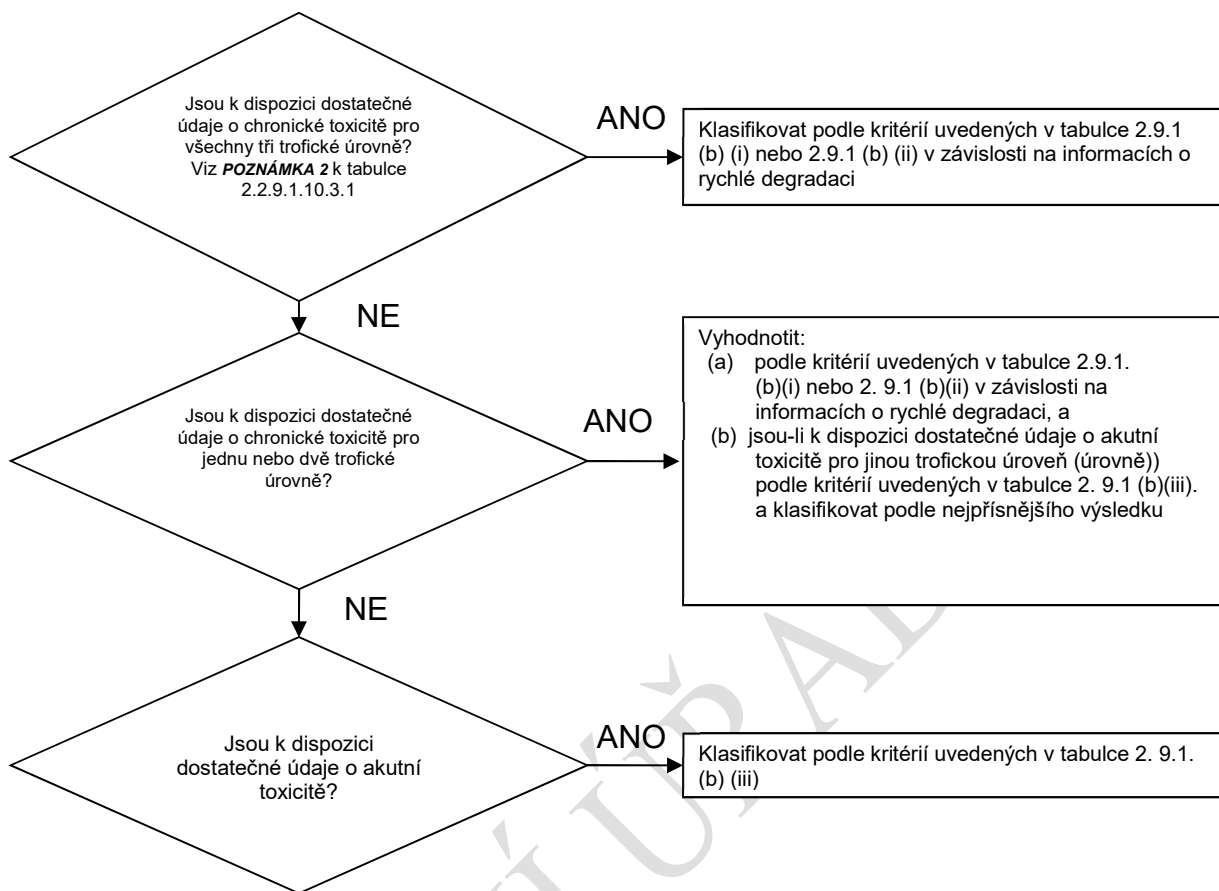 Jsou k dispozici dostatečné
údaje o chronické toxicitě pro
všechny tři trofické úrovně?
Viz POZNÁMKA 2 k tabulce
2.2.9.1.10.3.1
ANO
Klasifikovat podle kritérií uvedených v tabulce 2.9.1
(b) (i) nebo 2.9.1 (b) (ii) v závislosti na informacích o
rychlé degradaci
NE
Jsou k dispozici dostatečné
údaje o chronické toxicitě pro
jednu nebo dvě trofické
úrovně?
ANO
Vyhodnotit:
(a) podle kritérií uvedených v tabulce 2.9.1.
(b)(i) nebo 2. 9.1 (b)(ii) v závislosti na
informacích o rychlé degradaci, a
(b) jsou-li k dispozici dostatečné údaje o akutní
toxicitě pro jinou trofickou úroveň (úrovně))
podle kritérií uvedených v tabulce 2. 9.1 (b)(iii).
a klasifikovat podle nejpřísnějšího výsledku
NE
Jsou k dispozici
dostatečné údaje o akutní
toxicitě?
ANO
Klasifikovat podle kritérií uvedených v tabulce 2. 9.1.
(b) (iii)